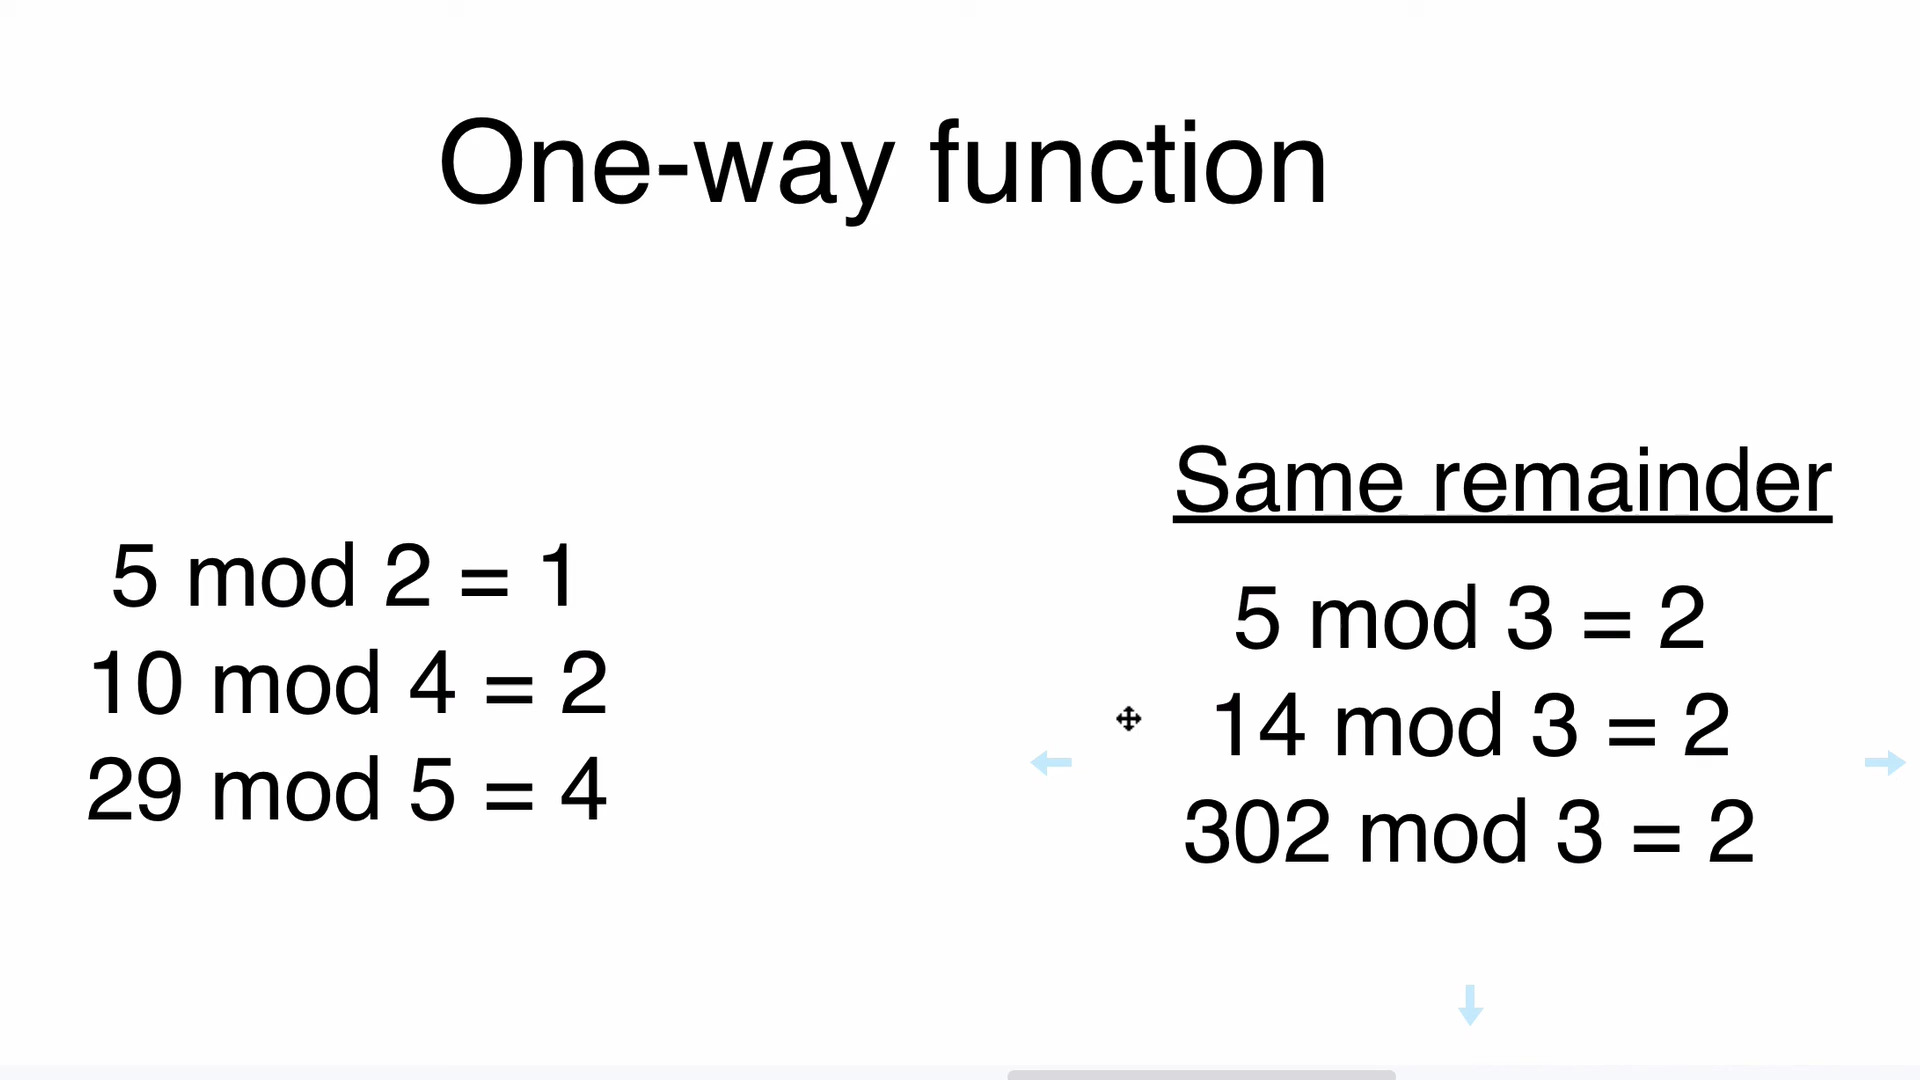 One-way function
5 mod 2 = 1
10 mod 4 = 2
29 mod 5 = 4
Same remainder
5 mod 3 = 2
14 mod 3 = 2
302 mod 3 = 2